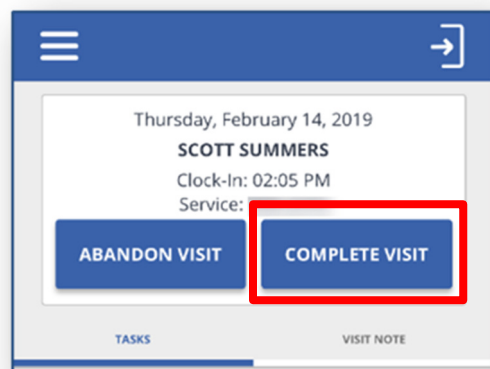 Thursday, February 14, 2019
SCOTT SUMMERS
Clock-In: 02:05 PM
Service:
ABANDON VISIT COMPLETE VISIT
TASKS VISIT NOTE